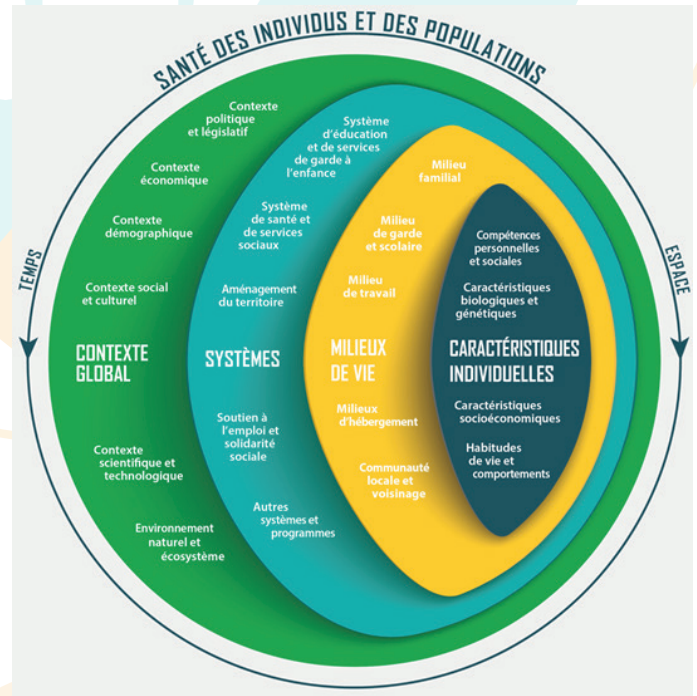 SANTÉ DES INDIVIDUS ET DES POPULATIONS
TEMPS
ESPACE
Contexte
politique
et législatif
Contexte
économique
Contexte
démographique
Contexte social
et culturel
CONTEXTE
GLOBAL
Contexte
scientifique et
technologique
Environnement
naturel et
écosystème
Système
d'éducation
et de services
de garde à
l'enfance
Système
de santé et
de services
sociaux
Aménagement
du territoire
SYSTÈMES
Soutien à
l'emploi et
solidarité
sociale
Autres
systèmes et
programmes
Milieu
familial
Milieu
de garde
et scolaire
Milieu
de travail
MILIEUX
DE VIE
Milieux
d'hébergement
Communauté
locale et
voisinage
Compétences
personnelles
et sociales
Caractéristiques
biologiques et
génétiques
CARACTÉRISTIQUES
INDIVIDUELLES
Caractéristiques
socioéconomiques
Habitudes
de vie et
comportements